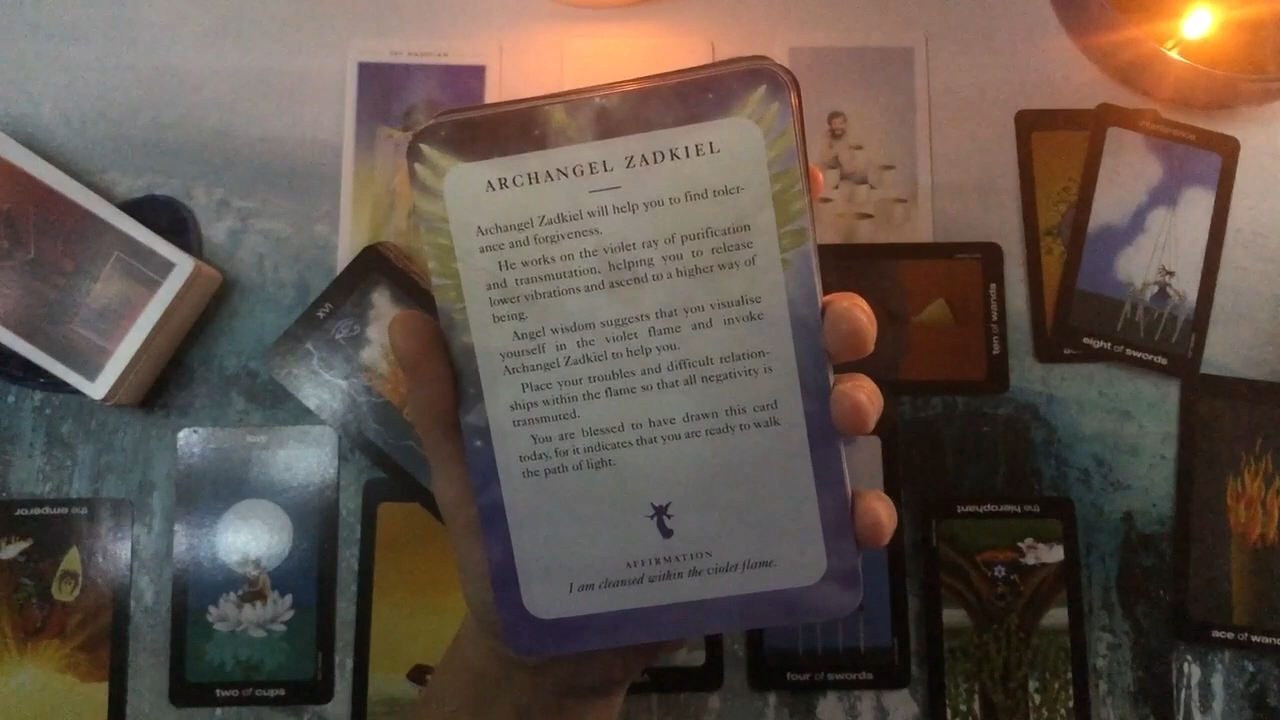 ARCHANGEL ZADKIEL
Archangel Zadkiel will help you to find toler-
ance and forgiveness.
He works on the violet ray of purification
and transmutation, helping you to release
lower vibrations and ascend to a higher way of
being.
Angel wisdom suggests that you visualise
yourself in the violet flame and invoke
Archangel Zadkiel to help you.
Place your troubles and difficult relation-
ships within the flame so that all negativity is
transmuted.
You are blessed to have drawn this card
today, for it indicates that you are ready to walk
the path of light.
AFFIRMATION
I am cleansed within the violet flame.
XVI
ten of wands
interference
eight of swords
the emperor
two of cups
four of swords
the hierophant
ace of wand